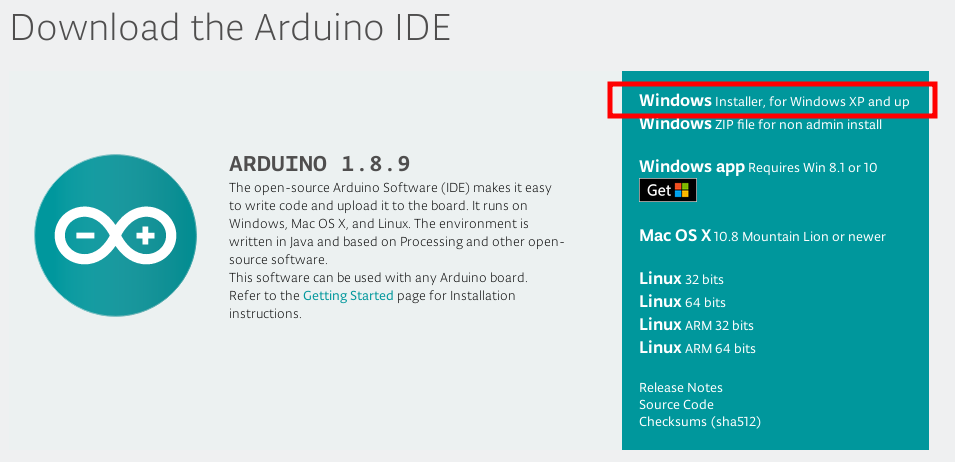 Download the Arduino IDE
ARDUINO 1.8.9
The open-source Arduino Software (IDE) makes it easy
to write code and upload it to the board. It runs on
Windows, Mac OS X, and Linux. The environment is
written in Java and based on Processing and other open-
source software.
This software can be used with any Arduino board.
Refer to the Getting Started page for Installation
instructions.
Windows Installer, for Windows XP and up
Windows ZIP file for non admin install
Windows app Requires Win 8.1 or 10
Get
Mac OS X 10.8 Mountain Lion or newer
Linux 32 bits
Linux 64 bits
Linux ARM 32 bits
Linux ARM 64 bits
Release Notes
Source Code
Checksums (sha512)